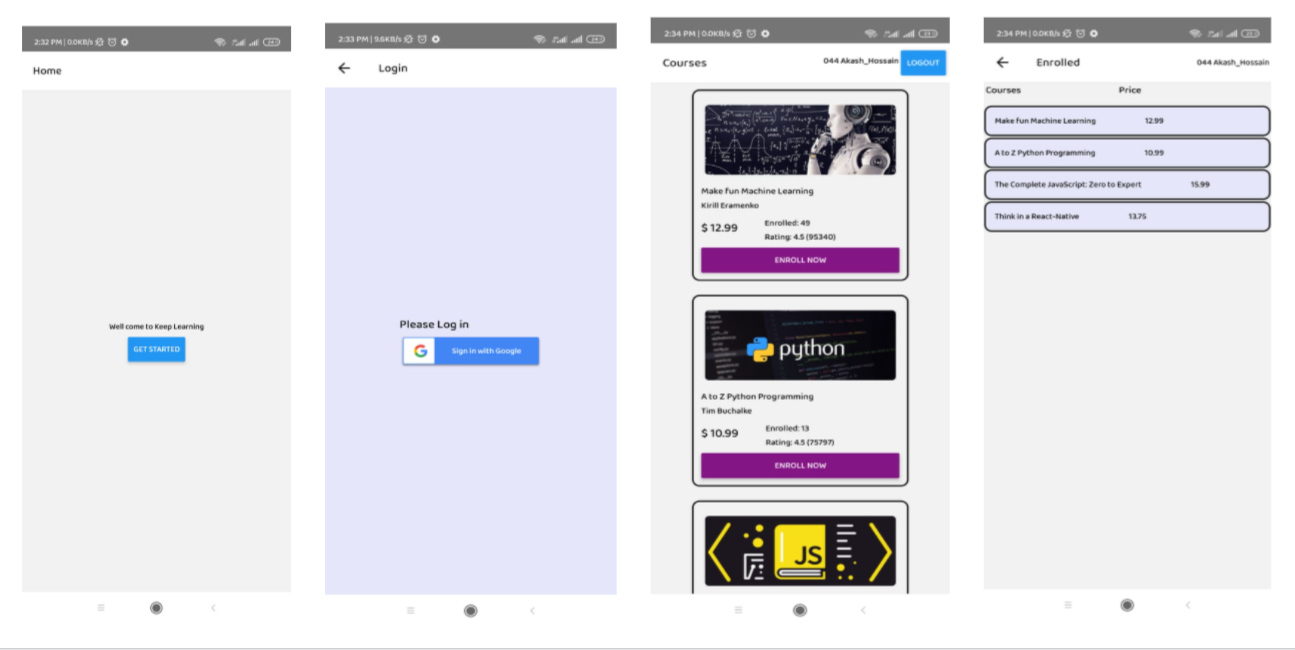 2:32 PM | 0.0KB/s
Home
Well come to Keep Learning
GET STARTED
2:33 PM | 9.6KB/s
Login
Please Log in
G Sign in with Google
2:34 PM | 0.0KB/s
Courses 044 Akash_Hossain LOGOUT
Make fun Machine Learning
Kirill Eramenko
$ 12.99
Enrolled: 49
Rating: 4.5 (95340)
ENROLL NOW
python
A to Z Python Programming
Tim Buchalke
$ 10.99
Enrolled: 13
Rating: 4.5 (75797)
ENROLL NOW
JS
2:34 PM | 0.0KB/s
Enrolled 044 Akash_Hossain
Courses Price
Make fun Machine Learning 12.99
A to Z Python Programming 10.99
The Complete JavaScript: Zero to Expert 15.99
Think in a React-Native 13.75